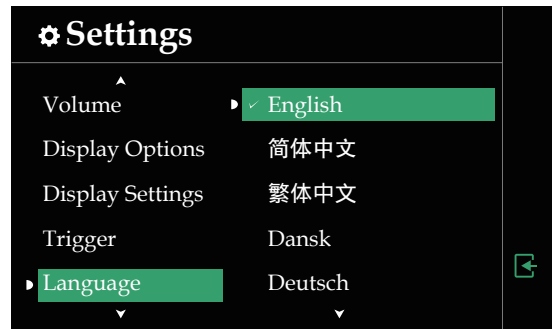 Settings
Volume
English
Display Options
简体中文
Display Settings
繁体中文
Trigger
Dansk
Language
Deutsch